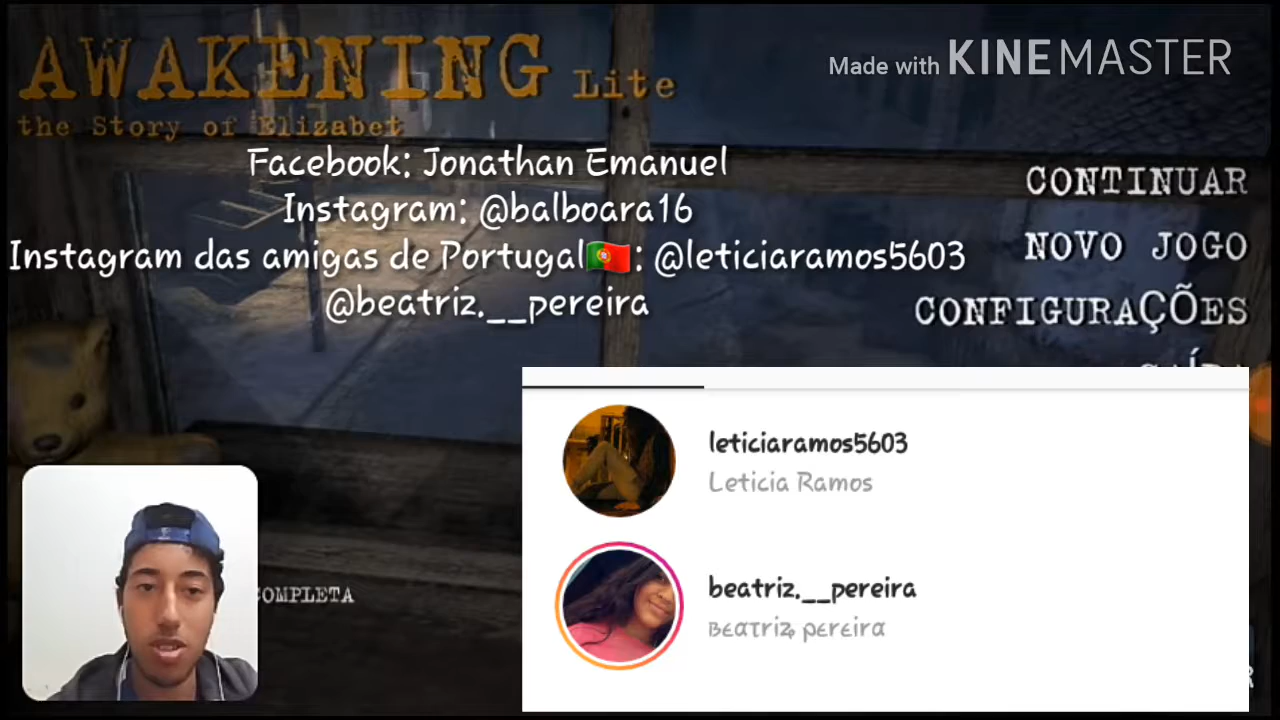 AWAKENING Lite
the Story of Elizabet
Made with KINEMASTER
Facebook: Jonathan Emanuel
Instagram: @balboara16
Instagram das amigas de Portugal🇵🇹: @leticiaramos5603
@beatriz.__pereira
CONTINUAR
NOVO JOGO
CONFIGURAÇÕES
leticiaramos5603
Leticia Ramos
beatriz.__pereira
Beatriz pereira
COMPLETA